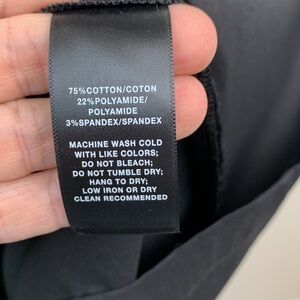 75%COTTON/COTON
22%POLYAMIDE/
POLYAMIDE
3%SPANDEX/SPANDEX
MACHINE WASH COLD
WITH LIKE COLORS;
DO NOT BLEACH;
DO NOT TUMBLE DRY;
HANG TO DRY;
LOW IRON OR DRY
CLEAN RECOMMENDED